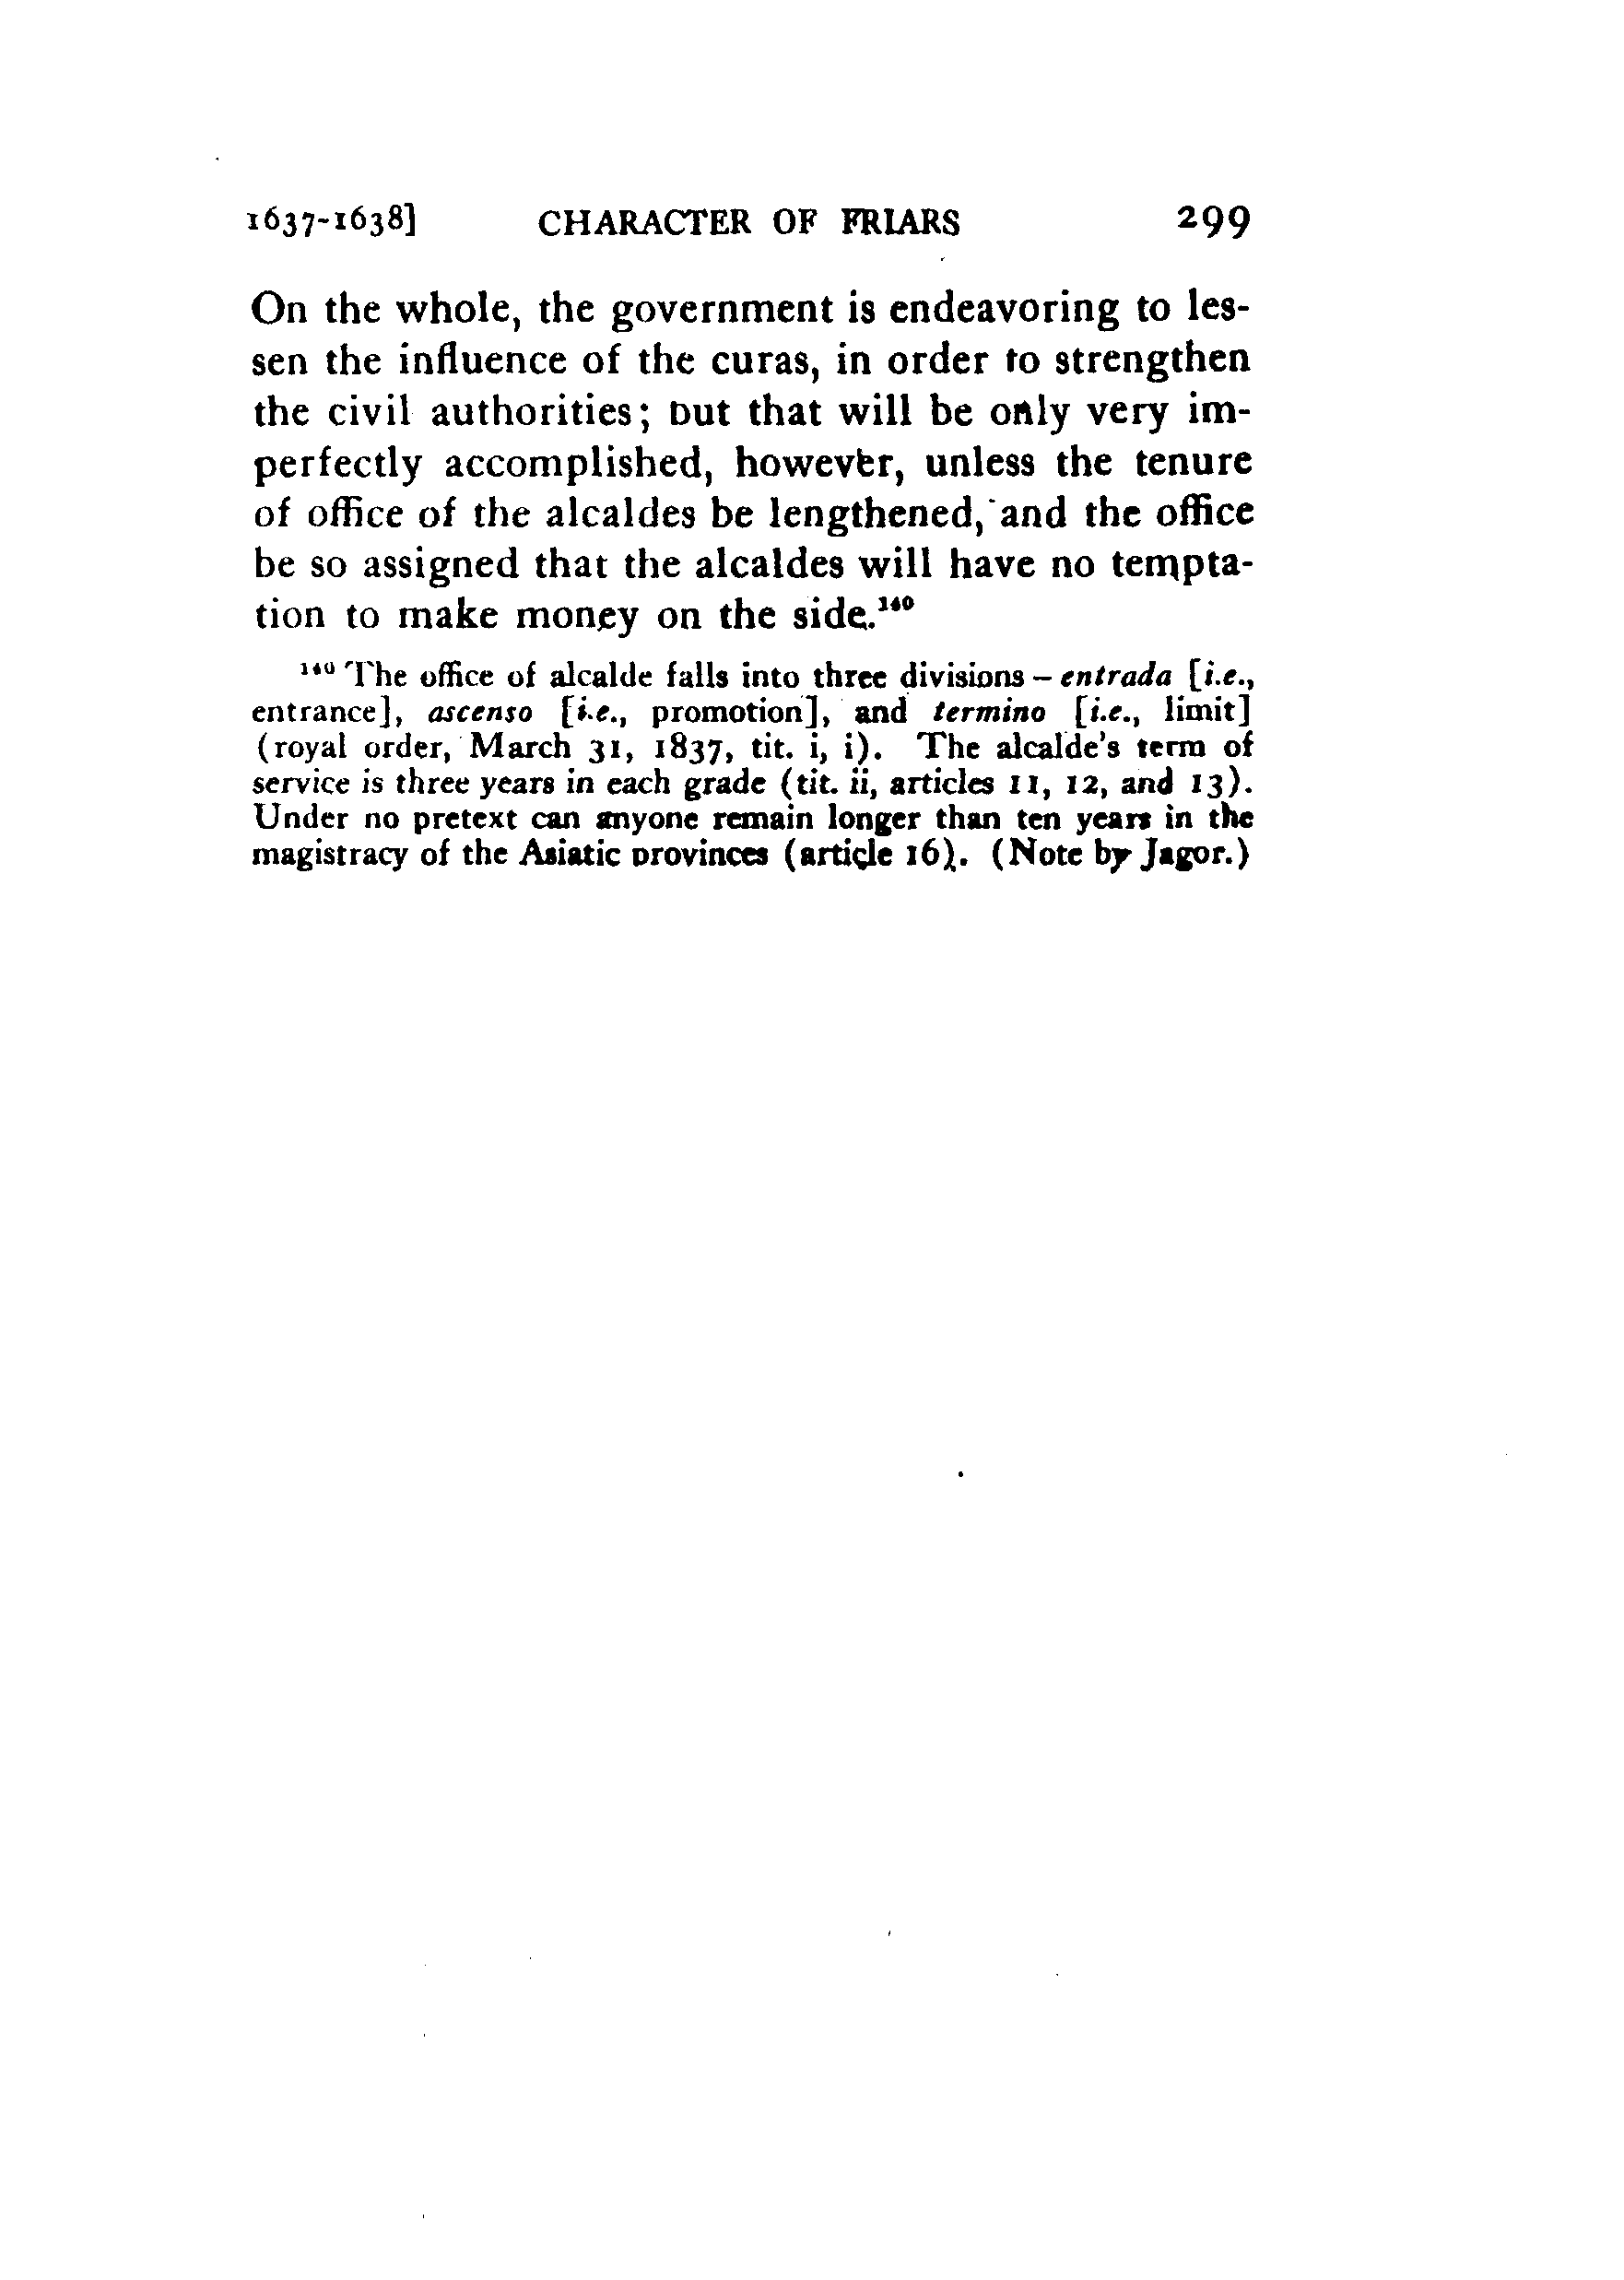 1637-1638] CHARACTER OF FRIARS 299
On the whole, the government is endeavoring to les-
sen the influence of the curas, in order to strengthen
the civil authorities; but that will be only very im-
perfectly accomplished, however, unless the tenure
of office of the alcaldes be lengthened, and the office
be so assigned that the alcaldes will have no tempta-
tion to make money on the side.¹⁴⁰
¹⁴⁰ The office of alcalde falls into three divisions – entrada [i.e.,
entrance], ascenso [i.e., promotion], and termino [i.e., limit]
(royal order, March 31, 1837, tit. i, i). The alcalde's term of
service is three years in each grade (tit. ii, articles 11, 12, and 13).
Under no pretext can anyone remain longer than ten years in the
magistracy of the Asiatic provinces (article 16). (Note by Jagor.)